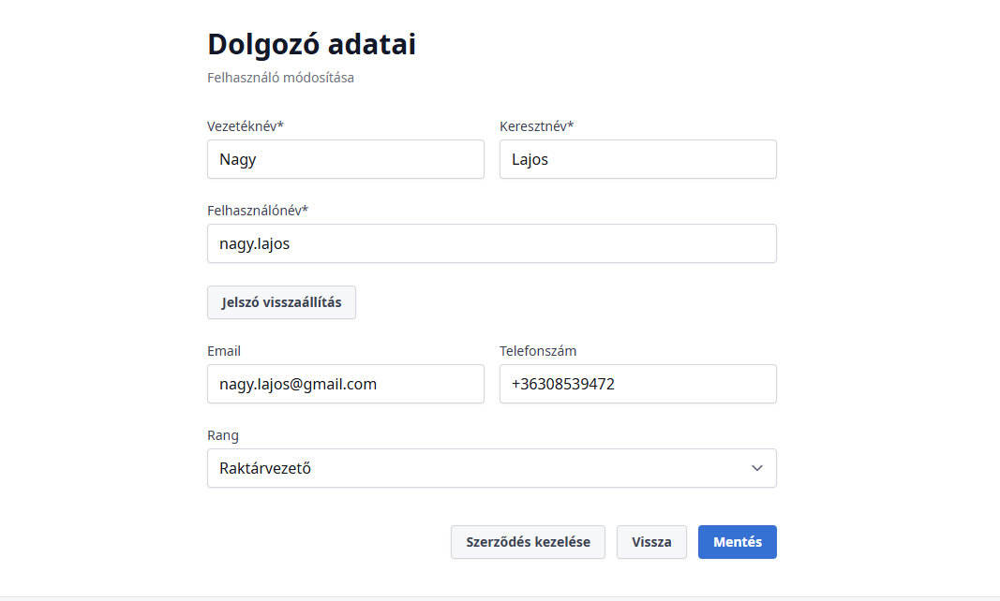 Dolgozó adatai
Felhasználó módosítása
Vezetéknév* Keresztnév*
Nagy Lajos
Felhasználónév*
nagy.lajos
Jelszó visszaállítás
Email Telefonszám
nagy.lajos@gmail.com +36308539472
Rang
Raktárvezető
Szerződés kezelése Vissza Mentés